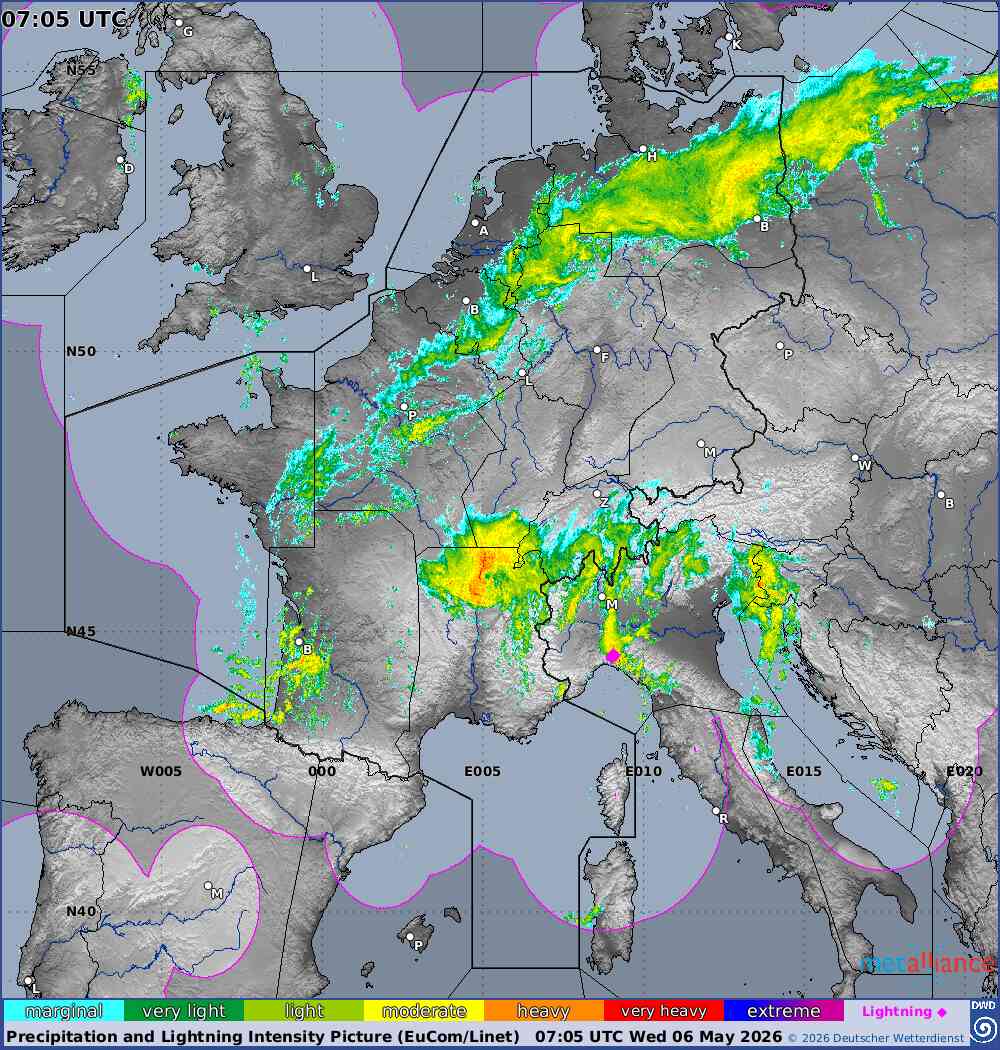 07:05 UTC
G
K
N55
D
H
A
B
L
B
N50
P
F
L
P
M
W
Z
B
M
N45
B
W005
000
E005
E010
E015
E020
R
M
N40
P
L
metalliance
marginal
very light
light
moderate
heavy
very heavy
extreme
Lightning ◆
DWD
Precipitation and Lightning Intensity Picture (EuCom/Linet) 07:05 UTC Wed 06 May 2026 © 2026 Deutscher Wetterdienst